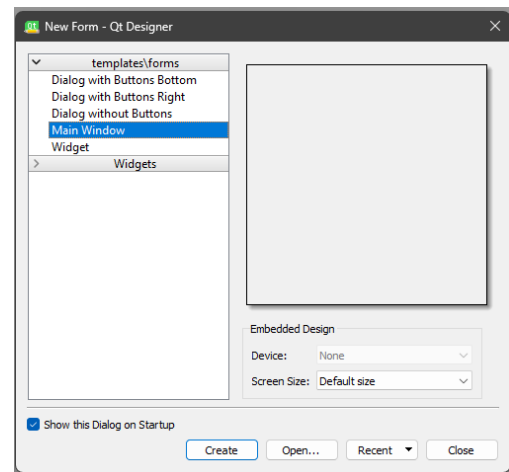 New Form - Qt Designer
templates\forms
Dialog with Buttons Bottom
Dialog with Buttons Right
Dialog without Buttons
Main Window
Widget
Widgets
Embedded Design
Device: None
Screen Size: Default size
Show this Dialog on Startup
Create Open... Recent Close